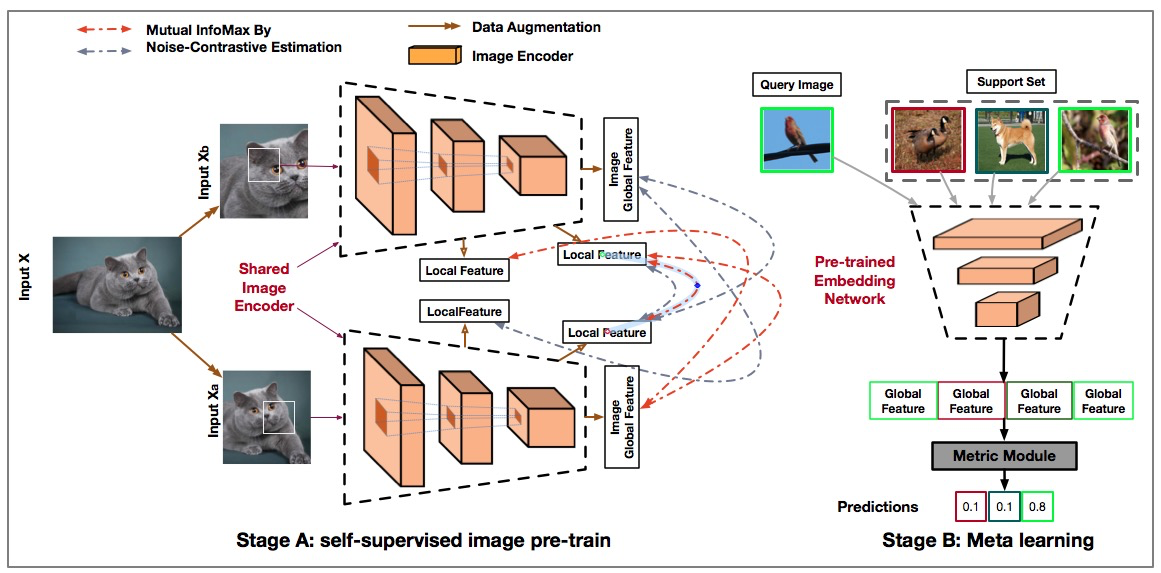 Mutual InfoMax By
Noise-Contrastive Estimation
Data Augmentation
Image Encoder
Input X
Input Xb
Input Xa
Shared
Image
Encoder
Image
Global Feature
Local Feature
Local Feature
LocalFeature
Local Feature
Image
Global Feature
Stage A: self-supervised image pre-train
Query Image
Support Set
Pre-trained
Embedding
Network
Global
Feature
Global
Feature
Global
Feature
Global
Feature
Metric Module
Predictions
0.1
0.1
0.8
Stage B: Meta learning